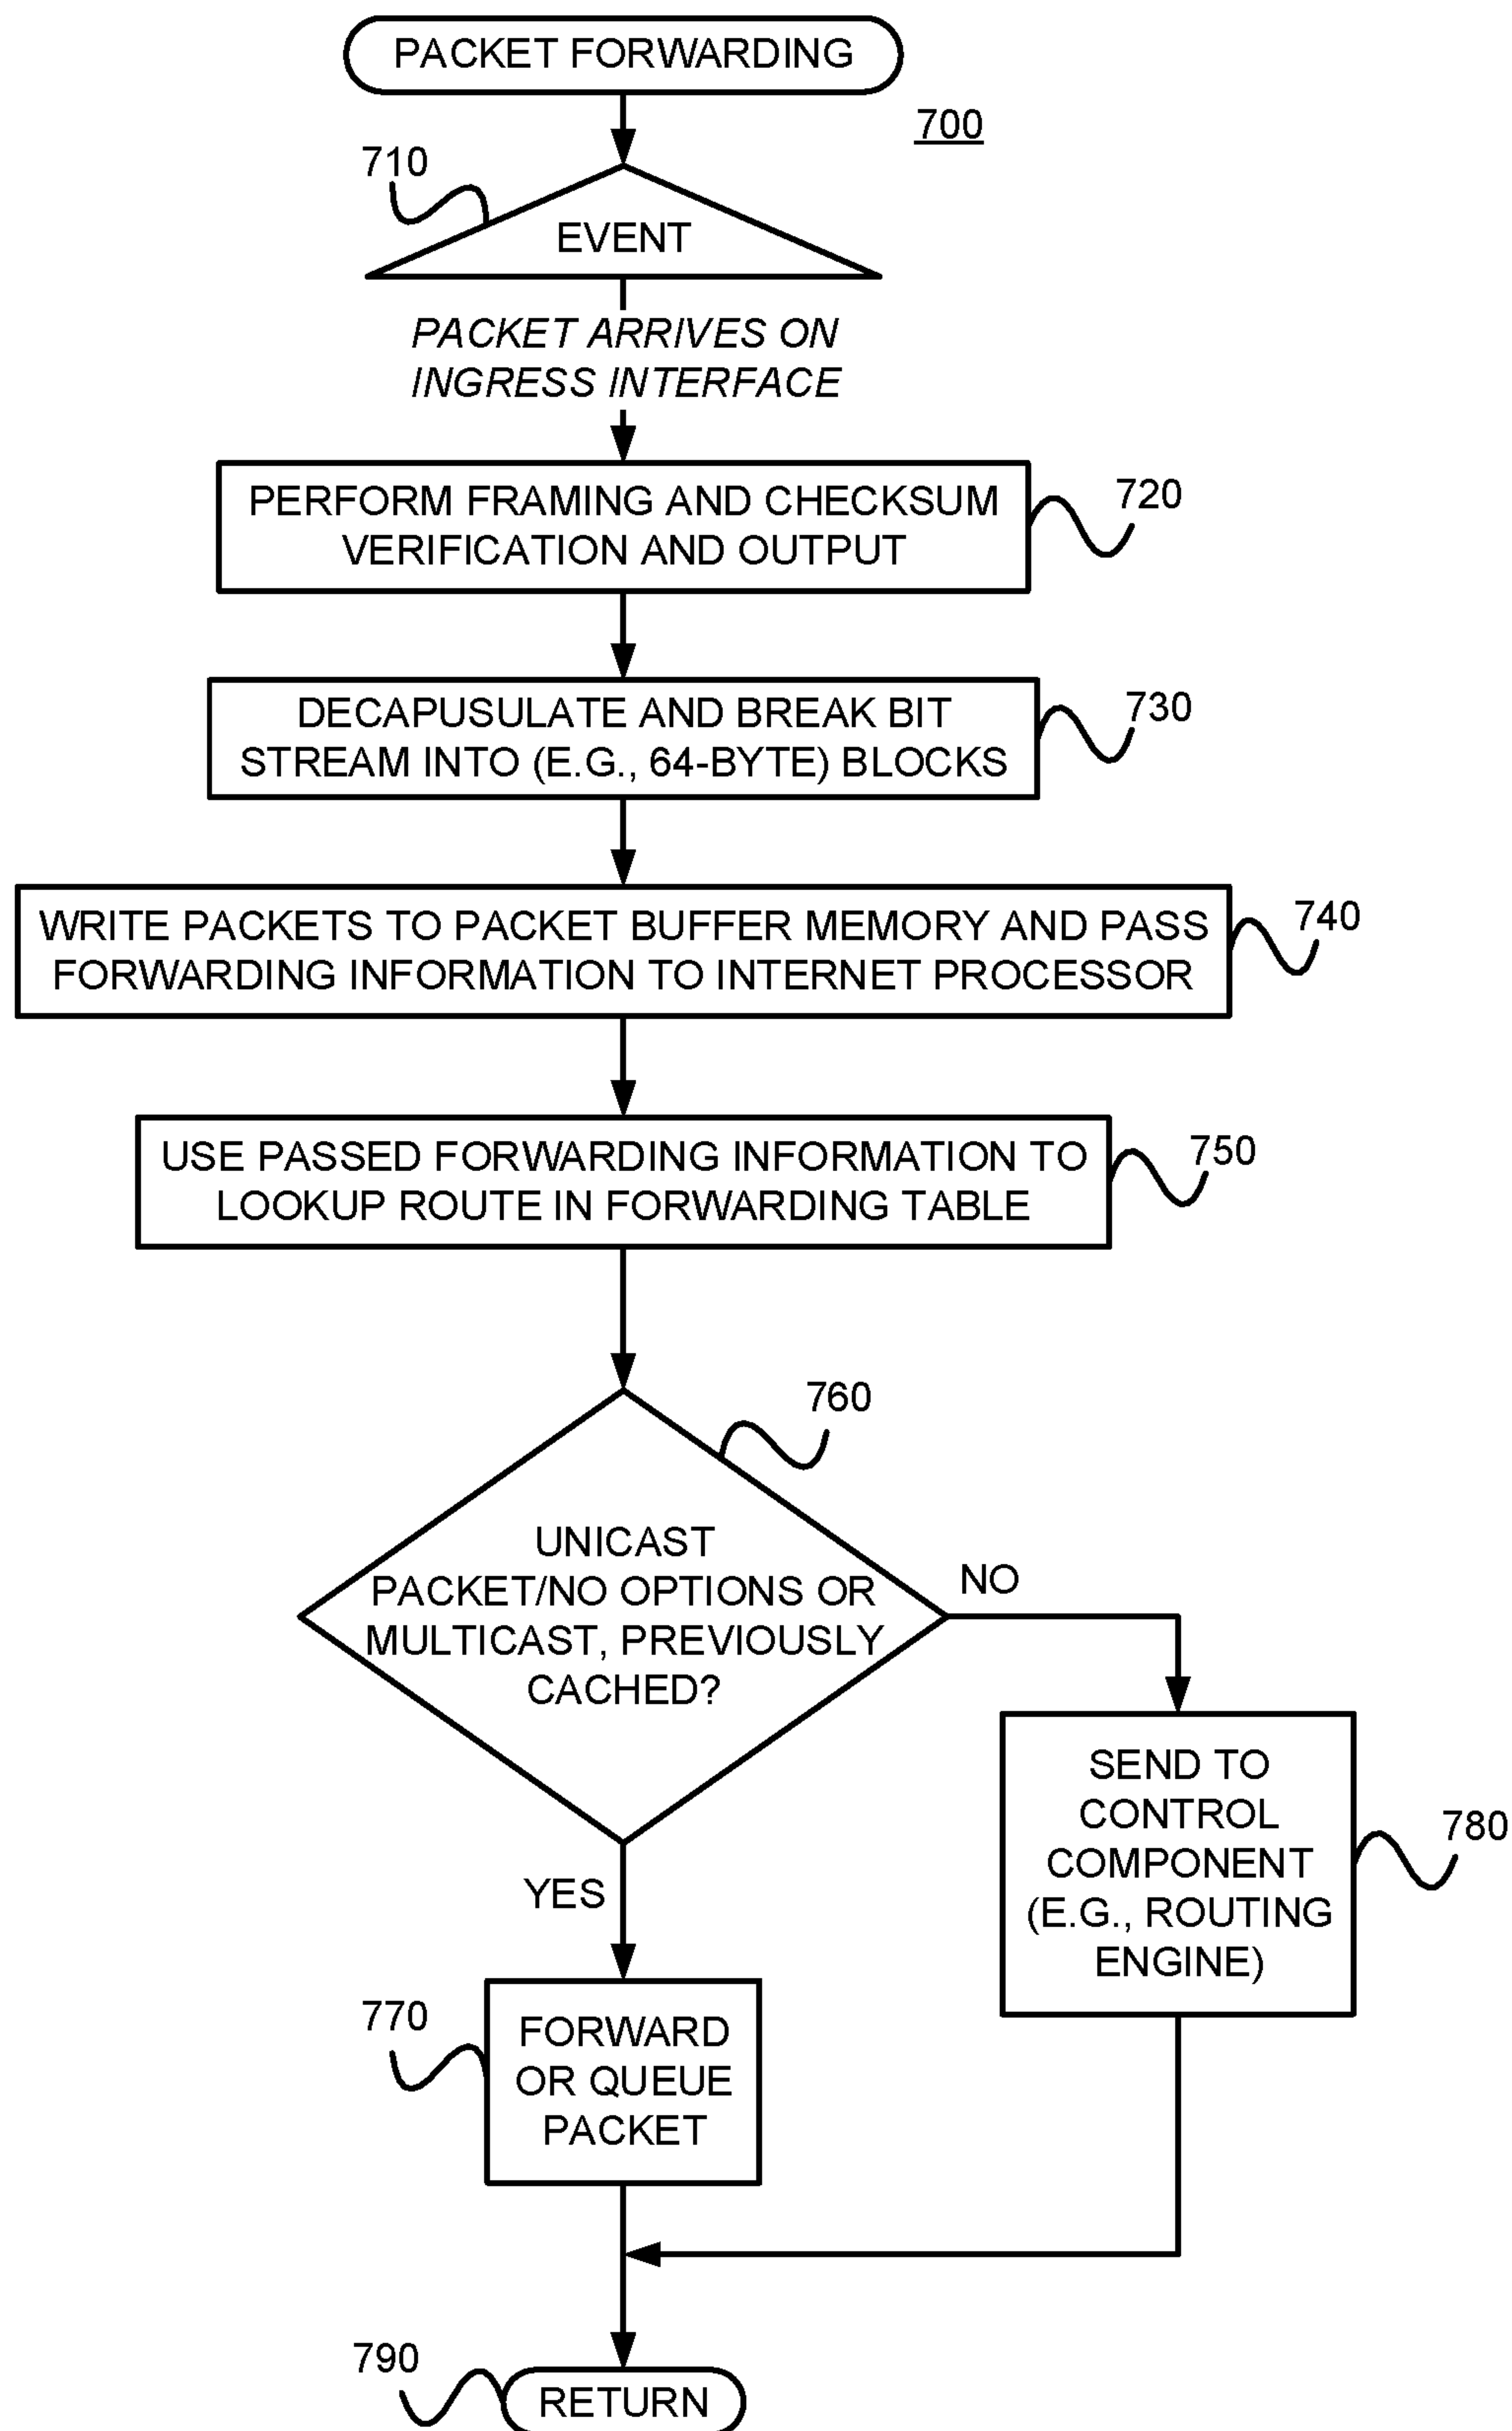 PACKET FORWARDING
700
710
EVENT
PACKET ARRIVES ON
INGRESS INTERFACE
PERFORM FRAMING AND CHECKSUM
VERIFICATION AND OUTPUT
720
DECAPUSULATE AND BREAK BIT
STREAM INTO (E.G., 64-BYTE) BLOCKS
730
WRITE PACKETS TO PACKET BUFFER MEMORY AND PASS
FORWARDING INFORMATION TO INTERNET PROCESSOR
740
USE PASSED FORWARDING INFORMATION TO
LOOKUP ROUTE IN FORWARDING TABLE
750
760
UNICAST
PACKET/NO OPTIONS OR
MULTICAST, PREVIOUSLY
CACHED?
NO
YES
SEND TO
CONTROL
COMPONENT
(E.G., ROUTING
ENGINE)
780
770
FORWARD
OR QUEUE
PACKET
790
RETURN